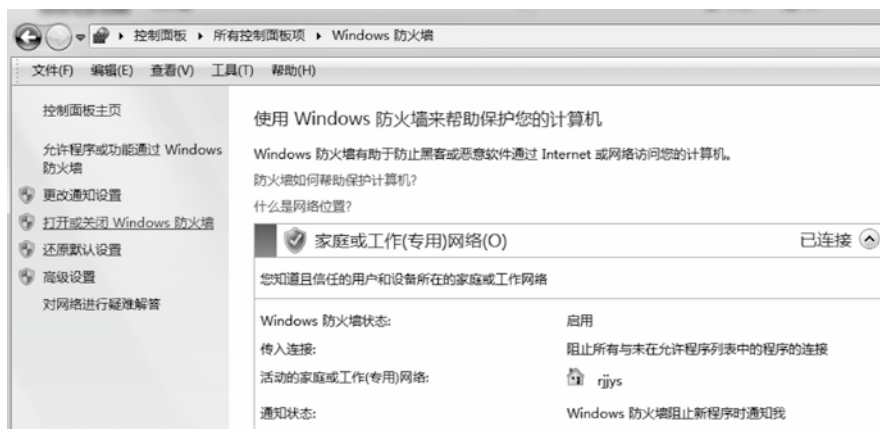 控制面板 ▸ 所有控制面板项 ▸ Windows 防火墙
文件(F) 编辑(E) 查看(V) 工具(T) 帮助(H)
控制面板主页
允许程序或功能通过 Windows
防火墙
更改通知设置
打开或关闭 Windows 防火墙
还原默认设置
高级设置
对网络进行疑难解答
使用 Windows 防火墙来帮助保护您的计算机
Windows 防火墙有助于防止黑客或恶意软件通过 Internet 或网络访问您的计算机。
防火墙如何帮助保护计算机?
什么是网络位置?
家庭或工作(专用)网络(O) 已连接
您知道且信任的用户和设备所在的家庭或工作网络
Windows 防火墙状态: 启用
传入连接: 阻止所有与未在允许程序列表中的程序的连接
活动的家庭或工作(专用)网络: rjjys
通知状态: Windows 防火墙阻止新程序时通知我